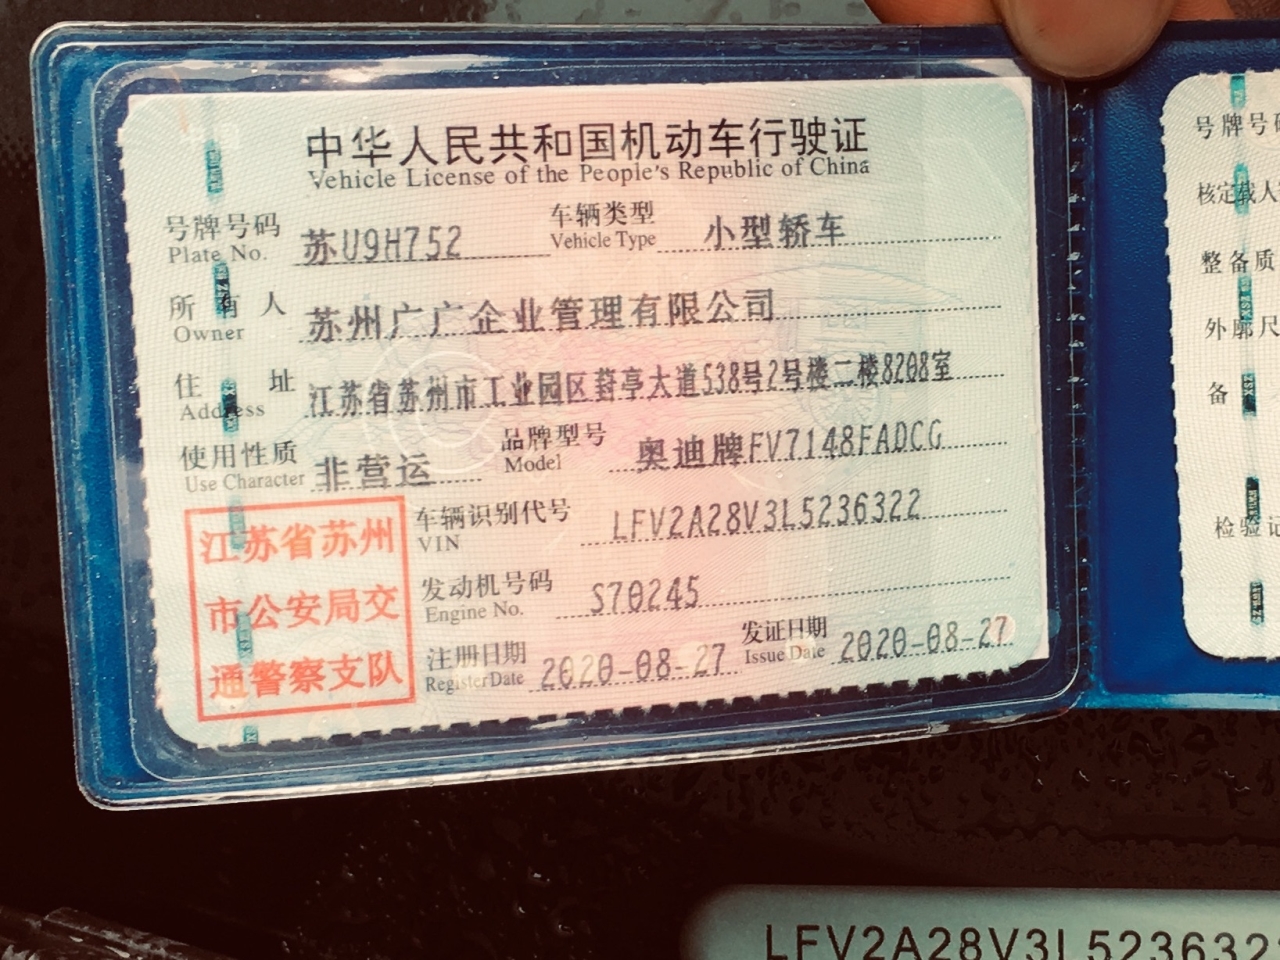 中华人民共和国机动车行驶证
Vehicle License of the People's Republic of China
号牌号码 苏U9H752 车辆类型 小型轿车
Plate No. Vehicle Type
所有人 苏州广广企业管理有限公司
Owner
住址 江苏省苏州市工业园区葑亭大道538号2号楼二楼8208室
Address
使用性质 非营运 品牌型号 奥迪牌FV7148FADCG
Use Character Model
车辆识别代号 LFV2A28V3L5236322
VIN
发动机号码 S70245
Engine No.
注册日期 2020-08-27 发证日期 2020-08-27
Register Date Issue Date
江苏省苏州
市公安局交
通警察支队
号牌号码
核定载人
整备质
外廓尺
备
检验记
LFV2A28V3L523632